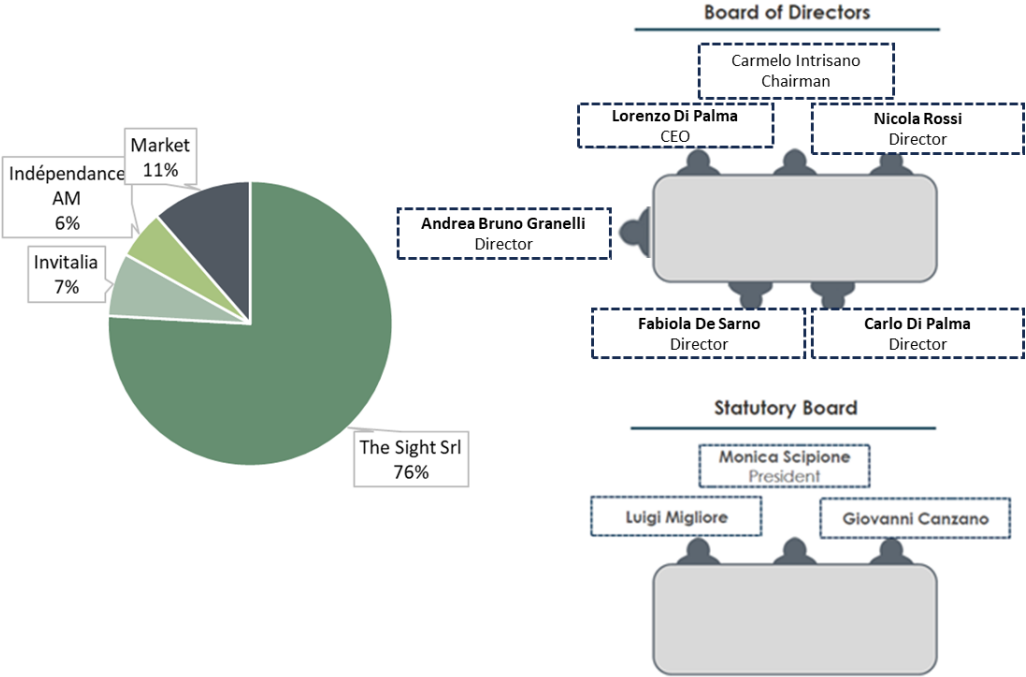 Market
11%
Indépendance
AM
6%
Invitalia
7%
The Sight Srl
76%
Board of Directors
Carmelo Intrisano
Chairman
Lorenzo Di Palma
CEO
Nicola Rossi
Director
Andrea Bruno Granelli
Director
Fabiola De Sarno
Director
Carlo Di Palma
Director
Statutory Board
Monica Scipione
President
Luigi Migliore
Giovanni Canzano